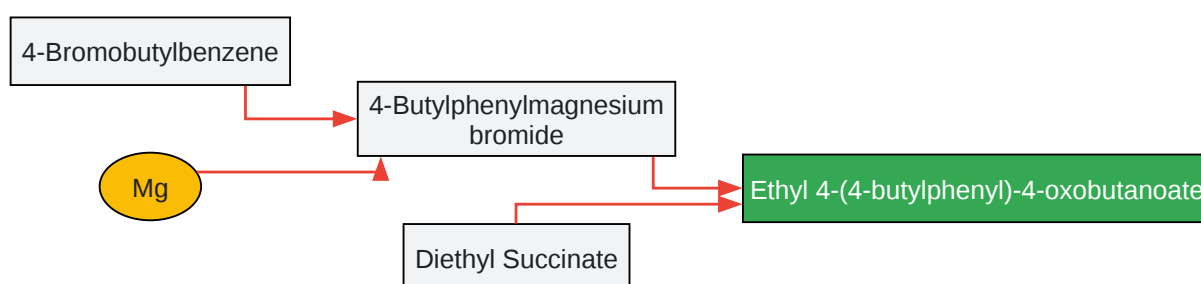 4-Bromobutylbenzene
4-Butylphenylmagnesium
bromide
Mg
Ethyl 4-(4-butylphenyl)-4-oxobutanoate
Diethyl Succinate